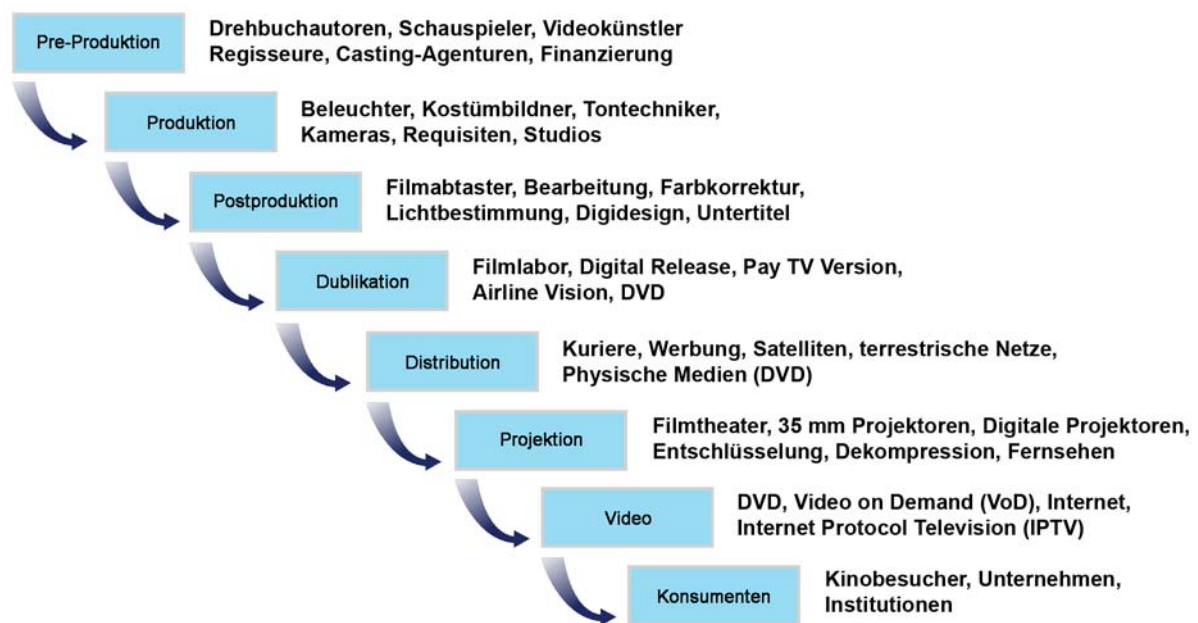 Pre-Produktion
Drehbuchautoren, Schauspieler, Videokünstler
Regisseure, Casting-Agenturen, Finanzierung
Produktion
Beleuchter, Kostümbildner, Tontechniker,
Kameras, Requisiten, Studios
Postproduktion
Filmabtaster, Bearbeitung, Farbkorrektur,
Lichtbestimmung, Digidesign, Untertitel
Dublikation
Filmlabor, Digital Release, Pay TV Version,
Airline Vision, DVD
Distribution
Kuriere, Werbung, Satelliten, terrestrische Netze,
Physische Medien (DVD)
Projektion
Filmtheater, 35 mm Projektoren, Digitale Projektoren,
Entschlüsselung, Dekompression, Fernsehen
Video
DVD, Video on Demand (VoD), Internet,
Internet Protocol Television (IPTV)
Konsumenten
Kinobesucher, Unternehmen,
Institutionen